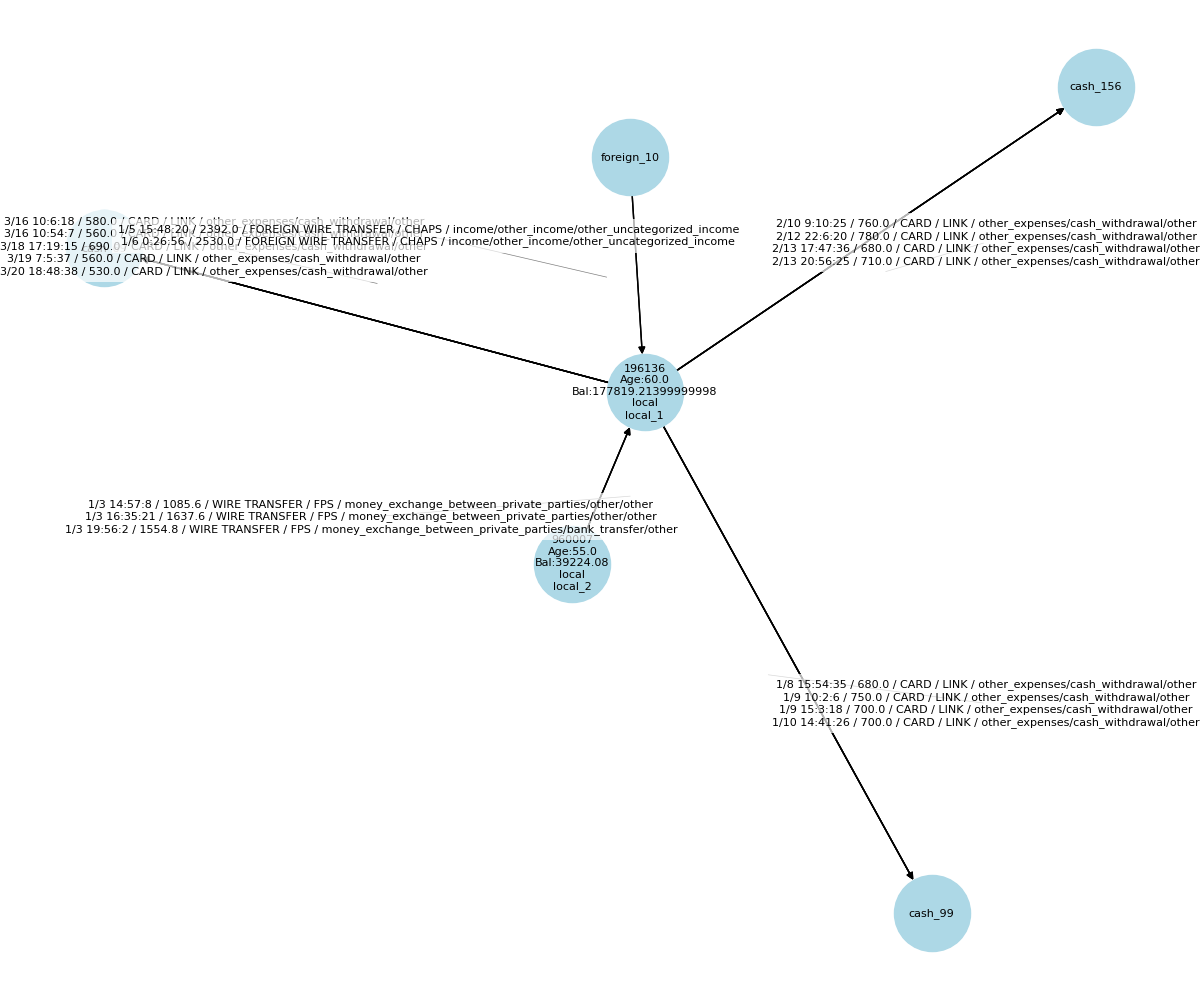 cash_156
foreign_10
3/16 10:6:18 / 580.0 / CARD / LINK / other_expenses/cash_withdrawal/other
3/16 10:54:7 / 560.0
3/18 17:19:15 / 690.0 / CARD / LINK / other_expenses/cash_withdrawal/other
3/19 7:5:37 / 560.0 / CARD / LINK / other_expenses/cash_withdrawal/other
3/20 18:48:38 / 530.0 / CARD / LINK / other_expenses/cash_withdrawal/other
1/5 15:48:20 / 2392.0 / FOREIGN WIRE TRANSFER / CHAPS / income/other_income/other_uncategorized_income
1/6 0:26:56 / 2530.0 / FOREIGN WIRE TRANSFER / CHAPS / income/other_income/other_uncategorized_income
2/10 9:10:25 / 760.0 / CARD / LINK / other_expenses/cash_withdrawal/other
2/12 22:6:20 / 780.0 / CARD / LINK / other_expenses/cash_withdrawal/other
2/13 17:47:36 / 680.0 / CARD / LINK / other_expenses/cash_withdrawal/other
2/13 20:56:25 / 710.0 / CARD / LINK / other_expenses/cash_withdrawal/other
196136
Age:60.0
Bal:177819.21399999998
local
local_1
1/3 14:57:8 / 1085.6 / WIRE TRANSFER / FPS / money_exchange_between_private_parties/other/other
1/3 16:35:21 / 1637.6 / WIRE TRANSFER / FPS / money_exchange_between_private_parties/other/other
1/3 19:56:2 / 1554.8 / WIRE TRANSFER / FPS / money_exchange_between_private_parties/bank_transfer/other
960007
Age:55.0
Bal:39224.08
local
local_2
1/8 15:54:35 / 680.0 / CARD / LINK / other_expenses/cash_withdrawal/other
1/9 10:2:6 / 750.0 / CARD / LINK / other_expenses/cash_withdrawal/other
1/9 15:3:18 / 700.0 / CARD / LINK / other_expenses/cash_withdrawal/other
1/10 14:41:26 / 700.0 / CARD / LINK / other_expenses/cash_withdrawal/other
cash_99